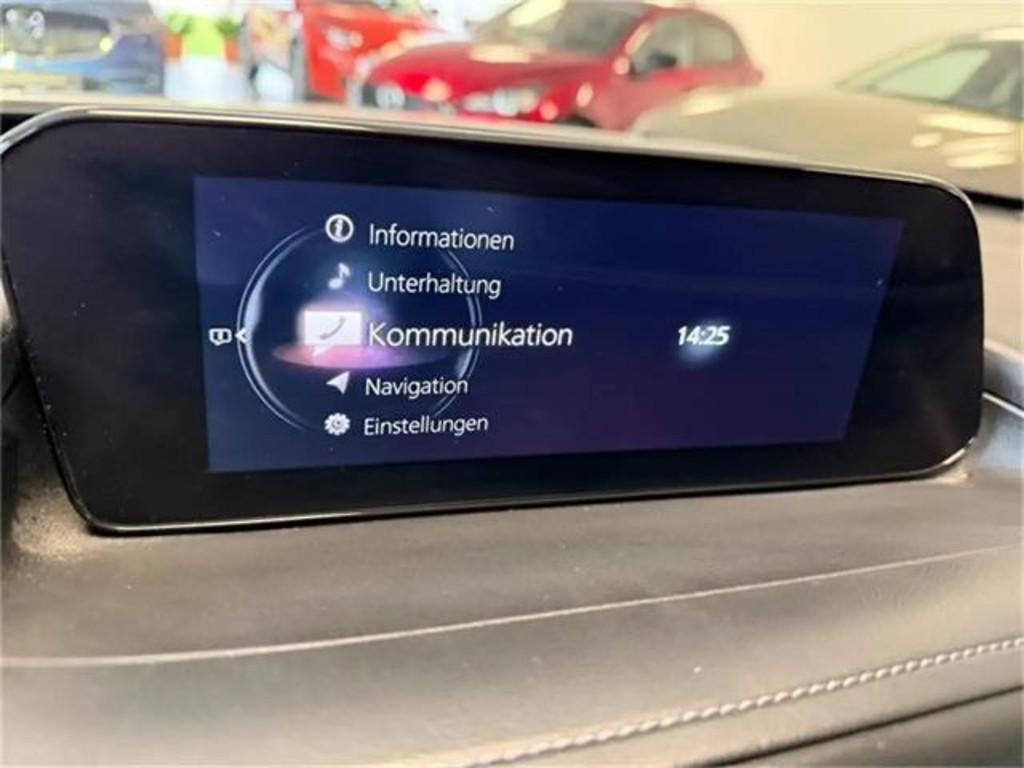 Informationen
Unterhaltung
Kommunikation
14:25
Navigation
Einstellungen